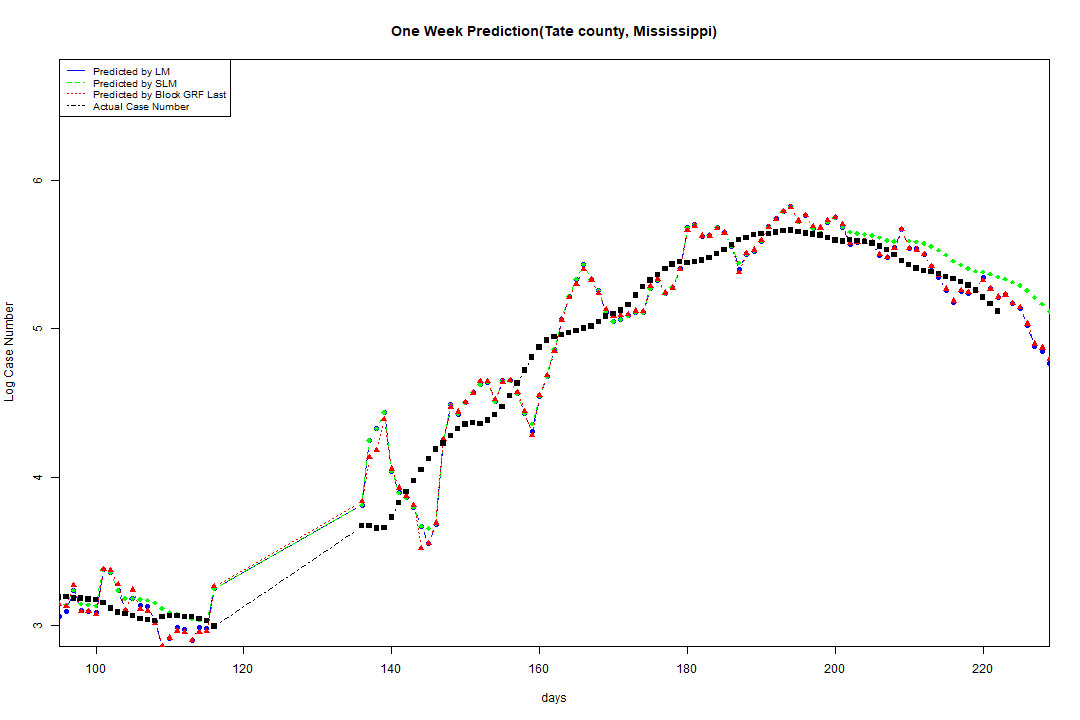 One Week Prediction(Tate county, Mississippi)
Predicted by LM
Predicted by SLM
Predicted by Block GRF Last
Actual Case Number
6
5
4
3
Log Case Number
100 120 140 160 180 200 220
days